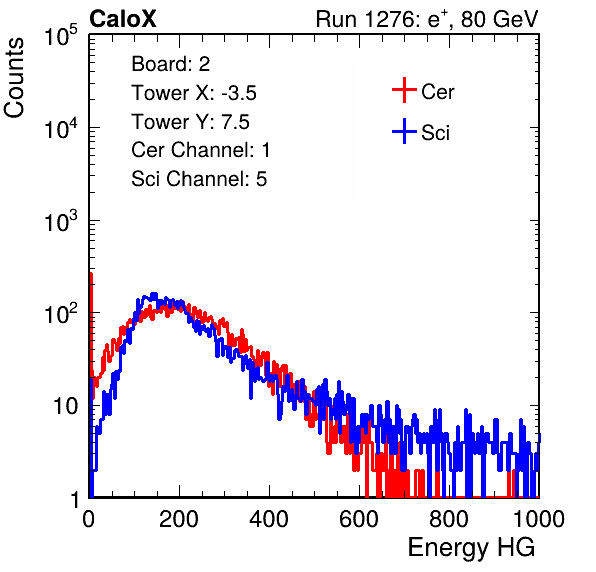 CaloX Run 1276: e⁺, 80 GeV
Counts
10⁵
10⁴
10³
10²
10
1
Board: 2
Tower X: -3.5
Tower Y: 7.5
Cer Channel: 1
Sci Channel: 5
Cer
Sci
0 200 400 600 800 1000
Energy HG